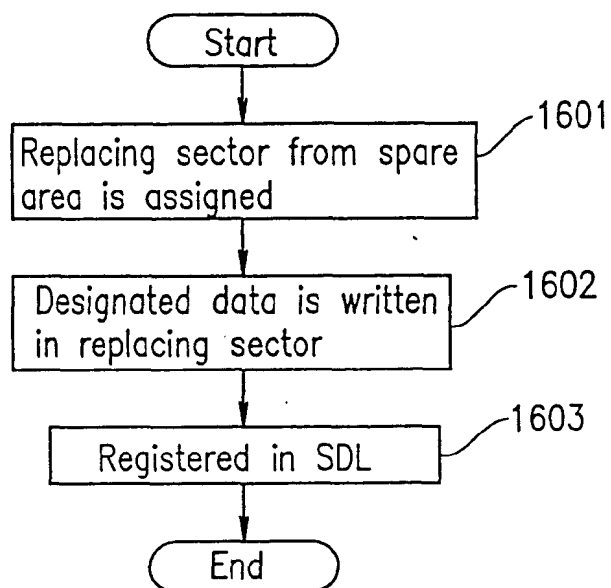 Start
1601
Replacing sector from spare
area is assigned
1602
Designated data is written
in replacing sector
1603
Registered in SDL
End